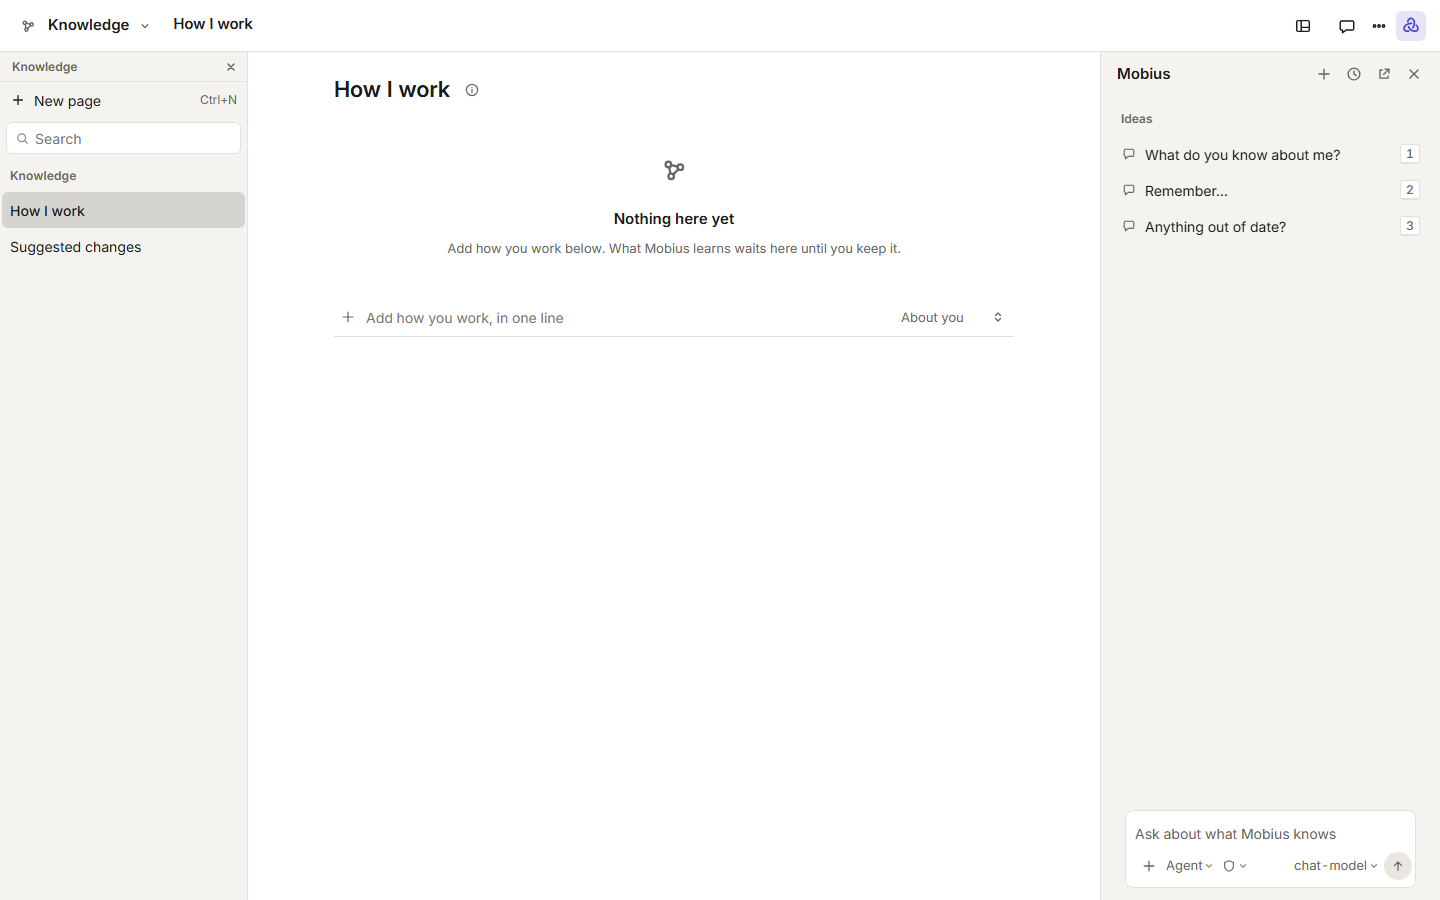 Knowledge
How I work
Knowledge
New page Ctrl+N
Search
Knowledge
How I work
Suggested changes
How I work
Nothing here yet
Add how you work below. What Mobius learns waits here until you keep it.
Add how you work, in one line About you
Mobius
Ideas
What do you know about me? 1
Remember... 2
Anything out of date? 3
Ask about what Mobius knows
Agent chat-model